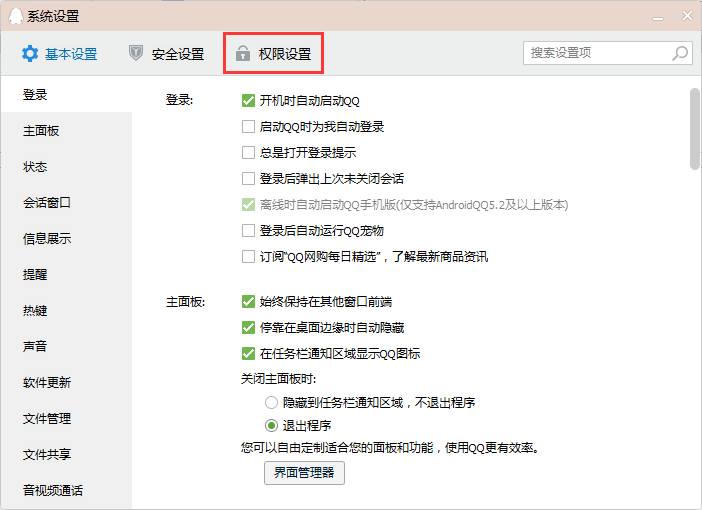 系统设置
基本设置
安全设置
权限设置
搜索设置项
登录
主面板
状态
会话窗口
信息展示
提醒
热键
声音
软件更新
文件管理
文件共享
音视频通话
登录:
开机时自动启动QQ
启动QQ时为我自动登录
总是打开登录提示
登录后弹出上次未关闭会话
离线时自动启动QQ手机版(仅支持AndroidQQ5.2及以上版本)
登录后自动运行QQ宠物
订阅“QQ网购每日精选”，了解最新商品资讯
主面板:
始终保持在其他窗口前端
停靠在桌面边缘时自动隐藏
在任务栏通知区域显示QQ图标
关闭主面板时:
隐藏到任务栏通知区域，不退出程序
退出程序
您可以自由定制适合您的面板和功能，使用QQ更有效率。
界面管理器